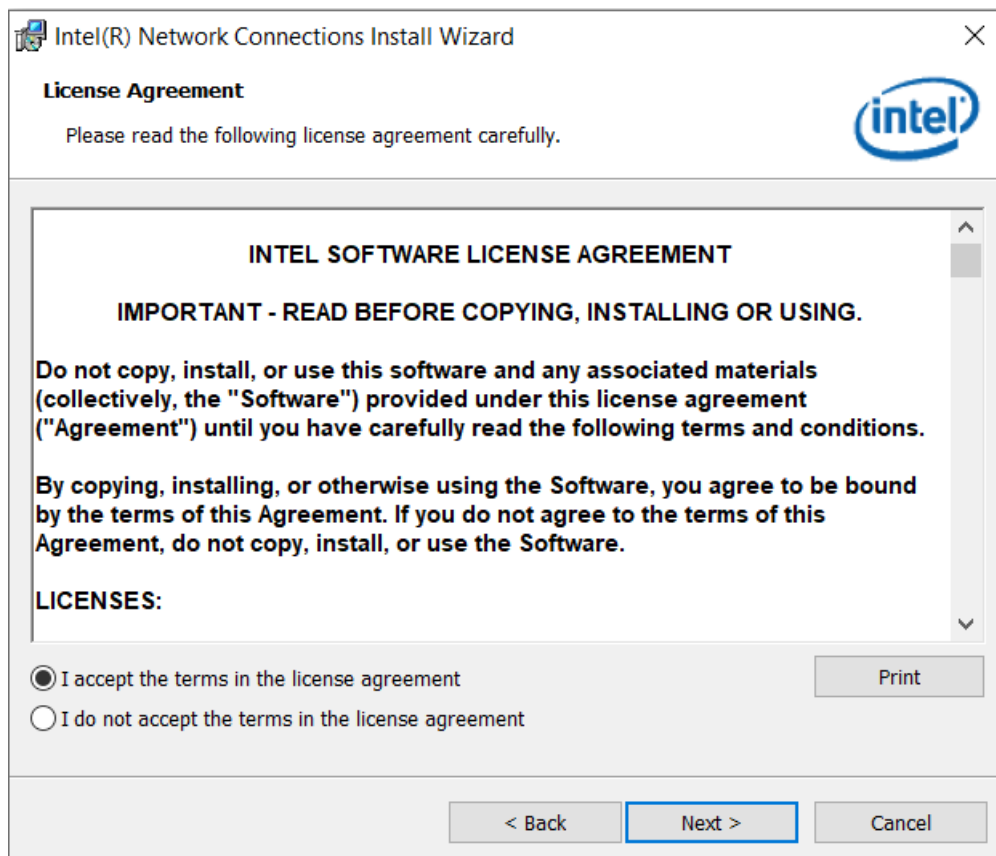 Intel(R) Network Connections Install Wizard
License Agreement
Please read the following license agreement carefully.
intel
INTEL SOFTWARE LICENSE AGREEMENT
IMPORTANT - READ BEFORE COPYING, INSTALLING OR USING.
Do not copy, install, or use this software and any associated materials
(collectively, the "Software") provided under this license agreement
("Agreement") until you have carefully read the following terms and conditions.
By copying, installing, or otherwise using the Software, you agree to be bound
by the terms of this Agreement. If you do not agree to the terms of this
Agreement, do not copy, install, or use the Software.
LICENSES:
I accept the terms in the license agreement
Print
I do not accept the terms in the license agreement
< Back
Next >
Cancel